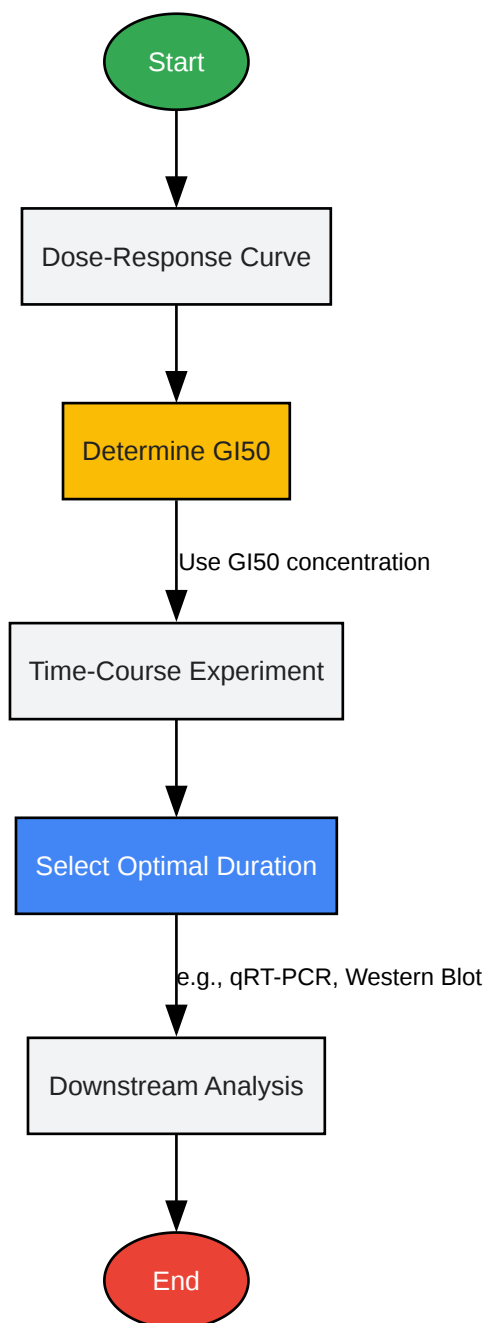 Start
Dose-Response Curve
Determine GI50
Use GI50 concentration
Time-Course Experiment
Select Optimal Duration
e.g., qRT-PCR, Western Blot
Downstream Analysis
End